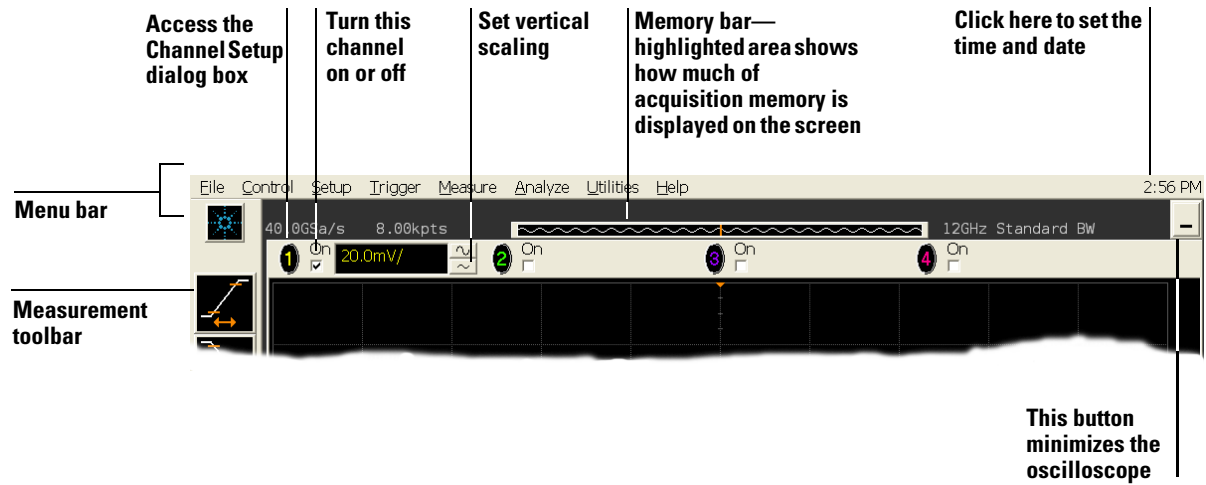 Access the
Channel Setup
dialog box
Turn this
channel
on or off
Set vertical
scaling
Memory bar—
highlighted area shows
how much of
acquisition memory is
displayed on the screen
Click here to set the
time and date
Menu bar
File Control Setup Trigger Measure Analyze Utilities Help 2:56 PM
40.0GSa/s 8.00kpts 12GHz Standard BW
1 On 20.0mV/ 2 On 3 On 4 On
Measurement
toolbar
This button
minimizes the
oscilloscope